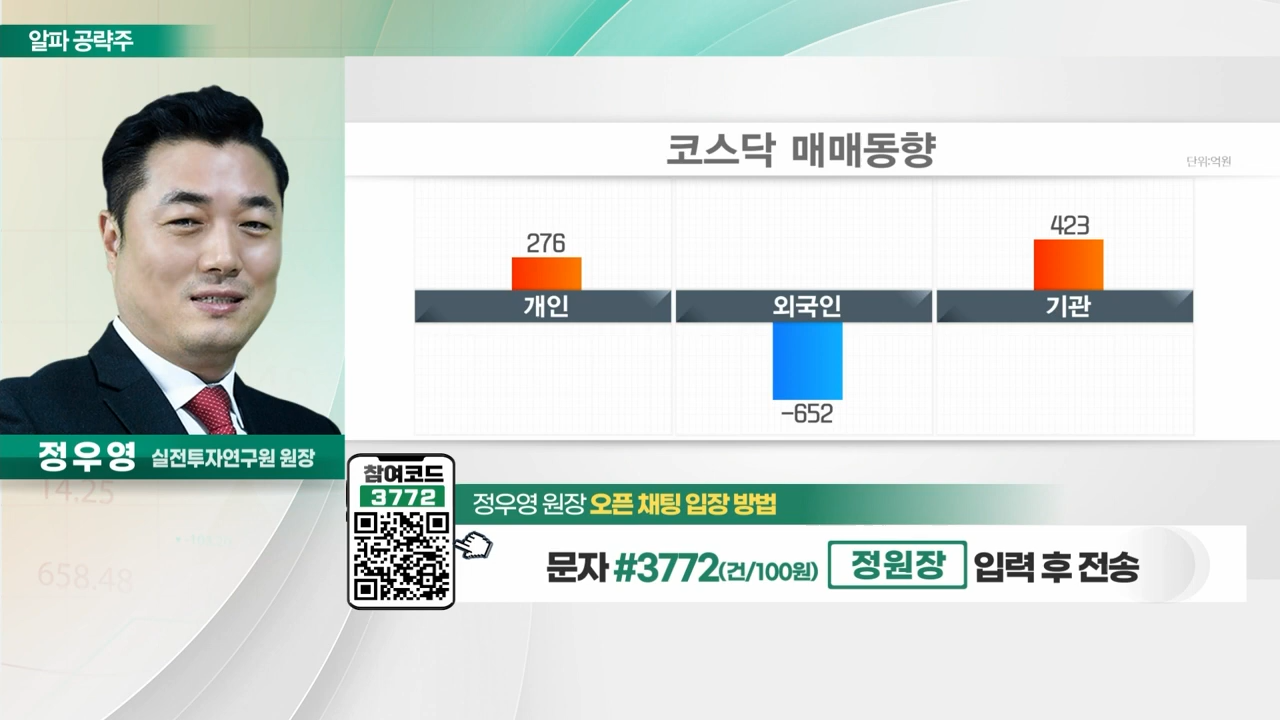 알파 공략주
코스닥 매매동향
단위:억원
276
423
개인
외국인
기관
-652
정우영 실전투자연구원 원장
14.25
658.48
참여코드
3772
정우영 원장 오픈 채팅 입장 방법
문자 #3772(건/100원) 정원장 입력 후 전송